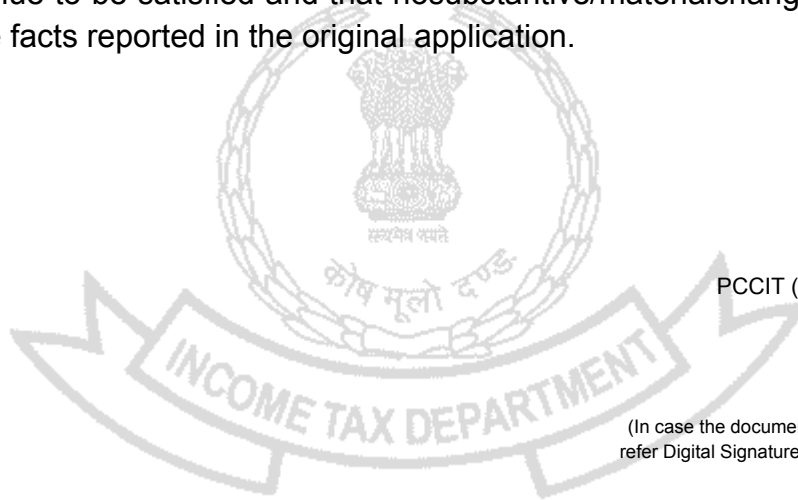 ue to be satisfied and that nosubstantive/materialchang
facts reported in the original application.
सत्यमेव जयते
कोष मूलो दण्डः
PCCIT (
INCOME TAX DEPARTMENT
(In case the docume
refer Digital Signature